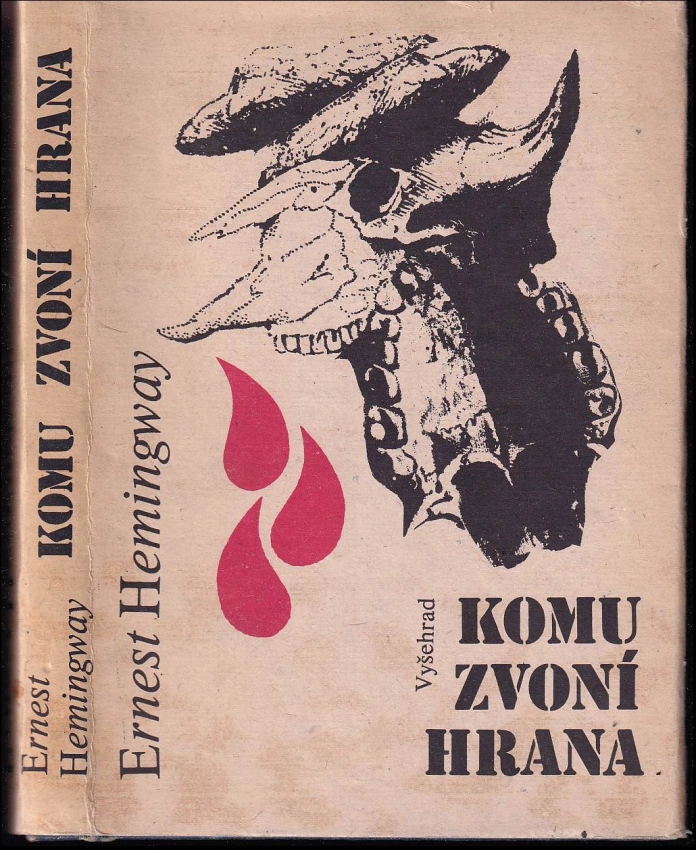 Ernest
Hemingway
KOMU ZVONÍ HRANA
Ernest Hemingway
Vyšehrad
KOMU
ZVONÍ
HRANA